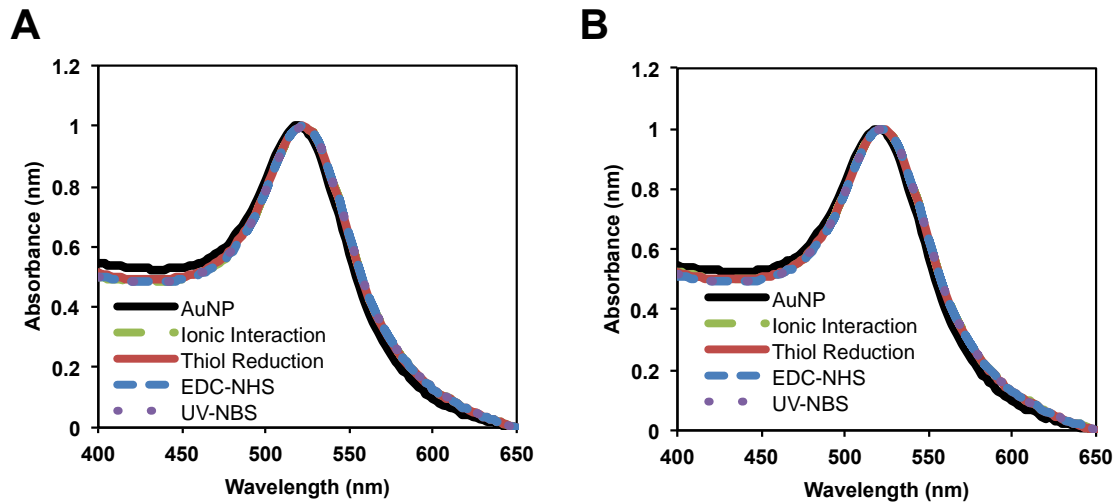 A
1.2
1
0.8
0.6
0.4
0.2
0
Absorbance (nm)
AuNP
Ionic Interaction
Thiol Reduction
EDC-NHS
UV-NBS
400 450 500 550 600 650
Wavelength (nm)
B
1.2
1
0.8
0.6
0.4
0.2
0
Absorbance (nm)
AuNP
Ionic Interaction
Thiol Reduction
EDC-NHS
UV-NBS
400 450 500 550 600 650
Wavelength (nm)